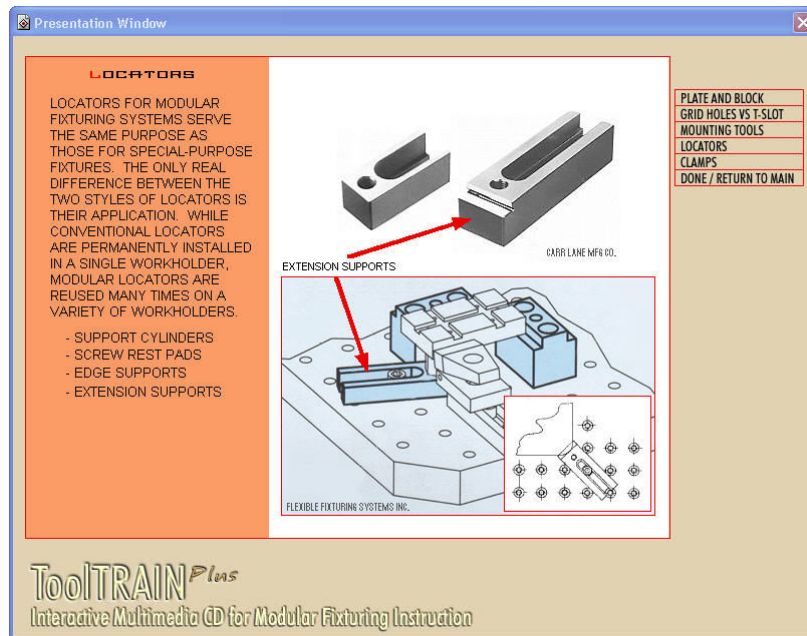 Presentation Window
LOCATORS
LOCATORS FOR MODULAR
FIXTURING SYSTEMS SERVE
THE SAME PURPOSE AS
THOSE FOR SPECIAL-PURPOSE
FIXTURES. THE ONLY REAL
DIFFERENCE BETWEEN THE
TWO STYLES OF LOCATORS IS
THEIR APPLICATION. WHILE
CONVENTIONAL LOCATORS
ARE PERMANENTLY INSTALLED
IN A SINGLE WORKHOLDER,
MODULAR LOCATORS ARE
REUSED MANY TIMES ON A
VARIETY OF WORKHOLDERS.
- SUPPORT CYLINDERS
- SCREW REST PADS
- EDGE SUPPORTS
- EXTENSION SUPPORTS
CARR LANE MFG CO.
EXTENSION SUPPORTS
FLEXIBLE FIXTURING SYSTEMS INC.
PLATE AND BLOCK
GRID HOLES VS T-SLOT
MOUNTING TOOLS
LOCATORS
CLAMPS
DONE / RETURN TO MAIN
ToolTRAIN Plus
Interactive Multimedia CD for Modular Fixturing Instruction